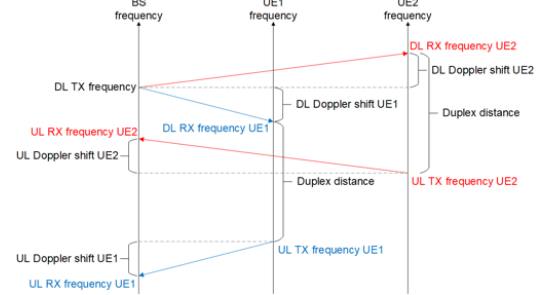 BS
frequency
UE1
frequency
UE2
frequency
DL RX frequency UE2
DL Doppler shift UE2
DL TX frequency
DL Doppler shift UE1
Duplex distance
DL RX frequency UE1
UL RX frequency UE2
UL Doppler shift UE2
Duplex distance
UL TX frequency UE2
UL TX frequency UE1
UL Doppler shift UE1
UL RX frequency UE1